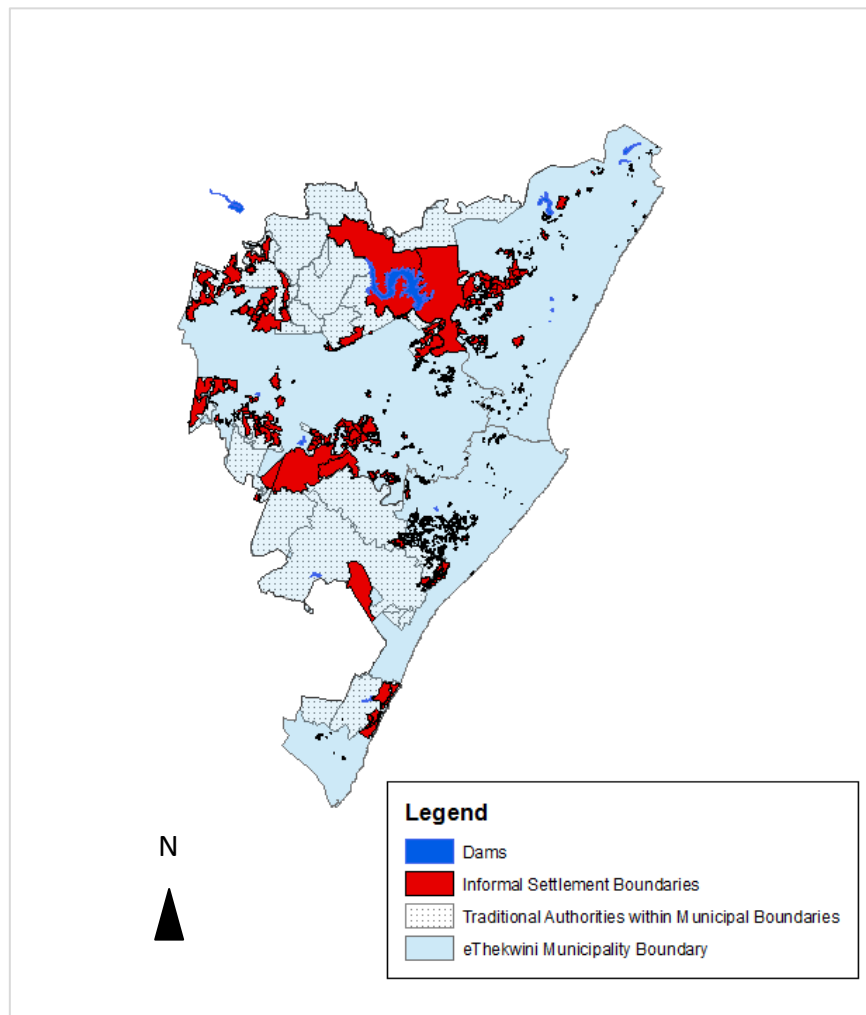 N
Legend
Dams
Informal Settlement Boundaries
Traditional Authorities within Municipal Boundaries
eThekwini Municipality Boundary